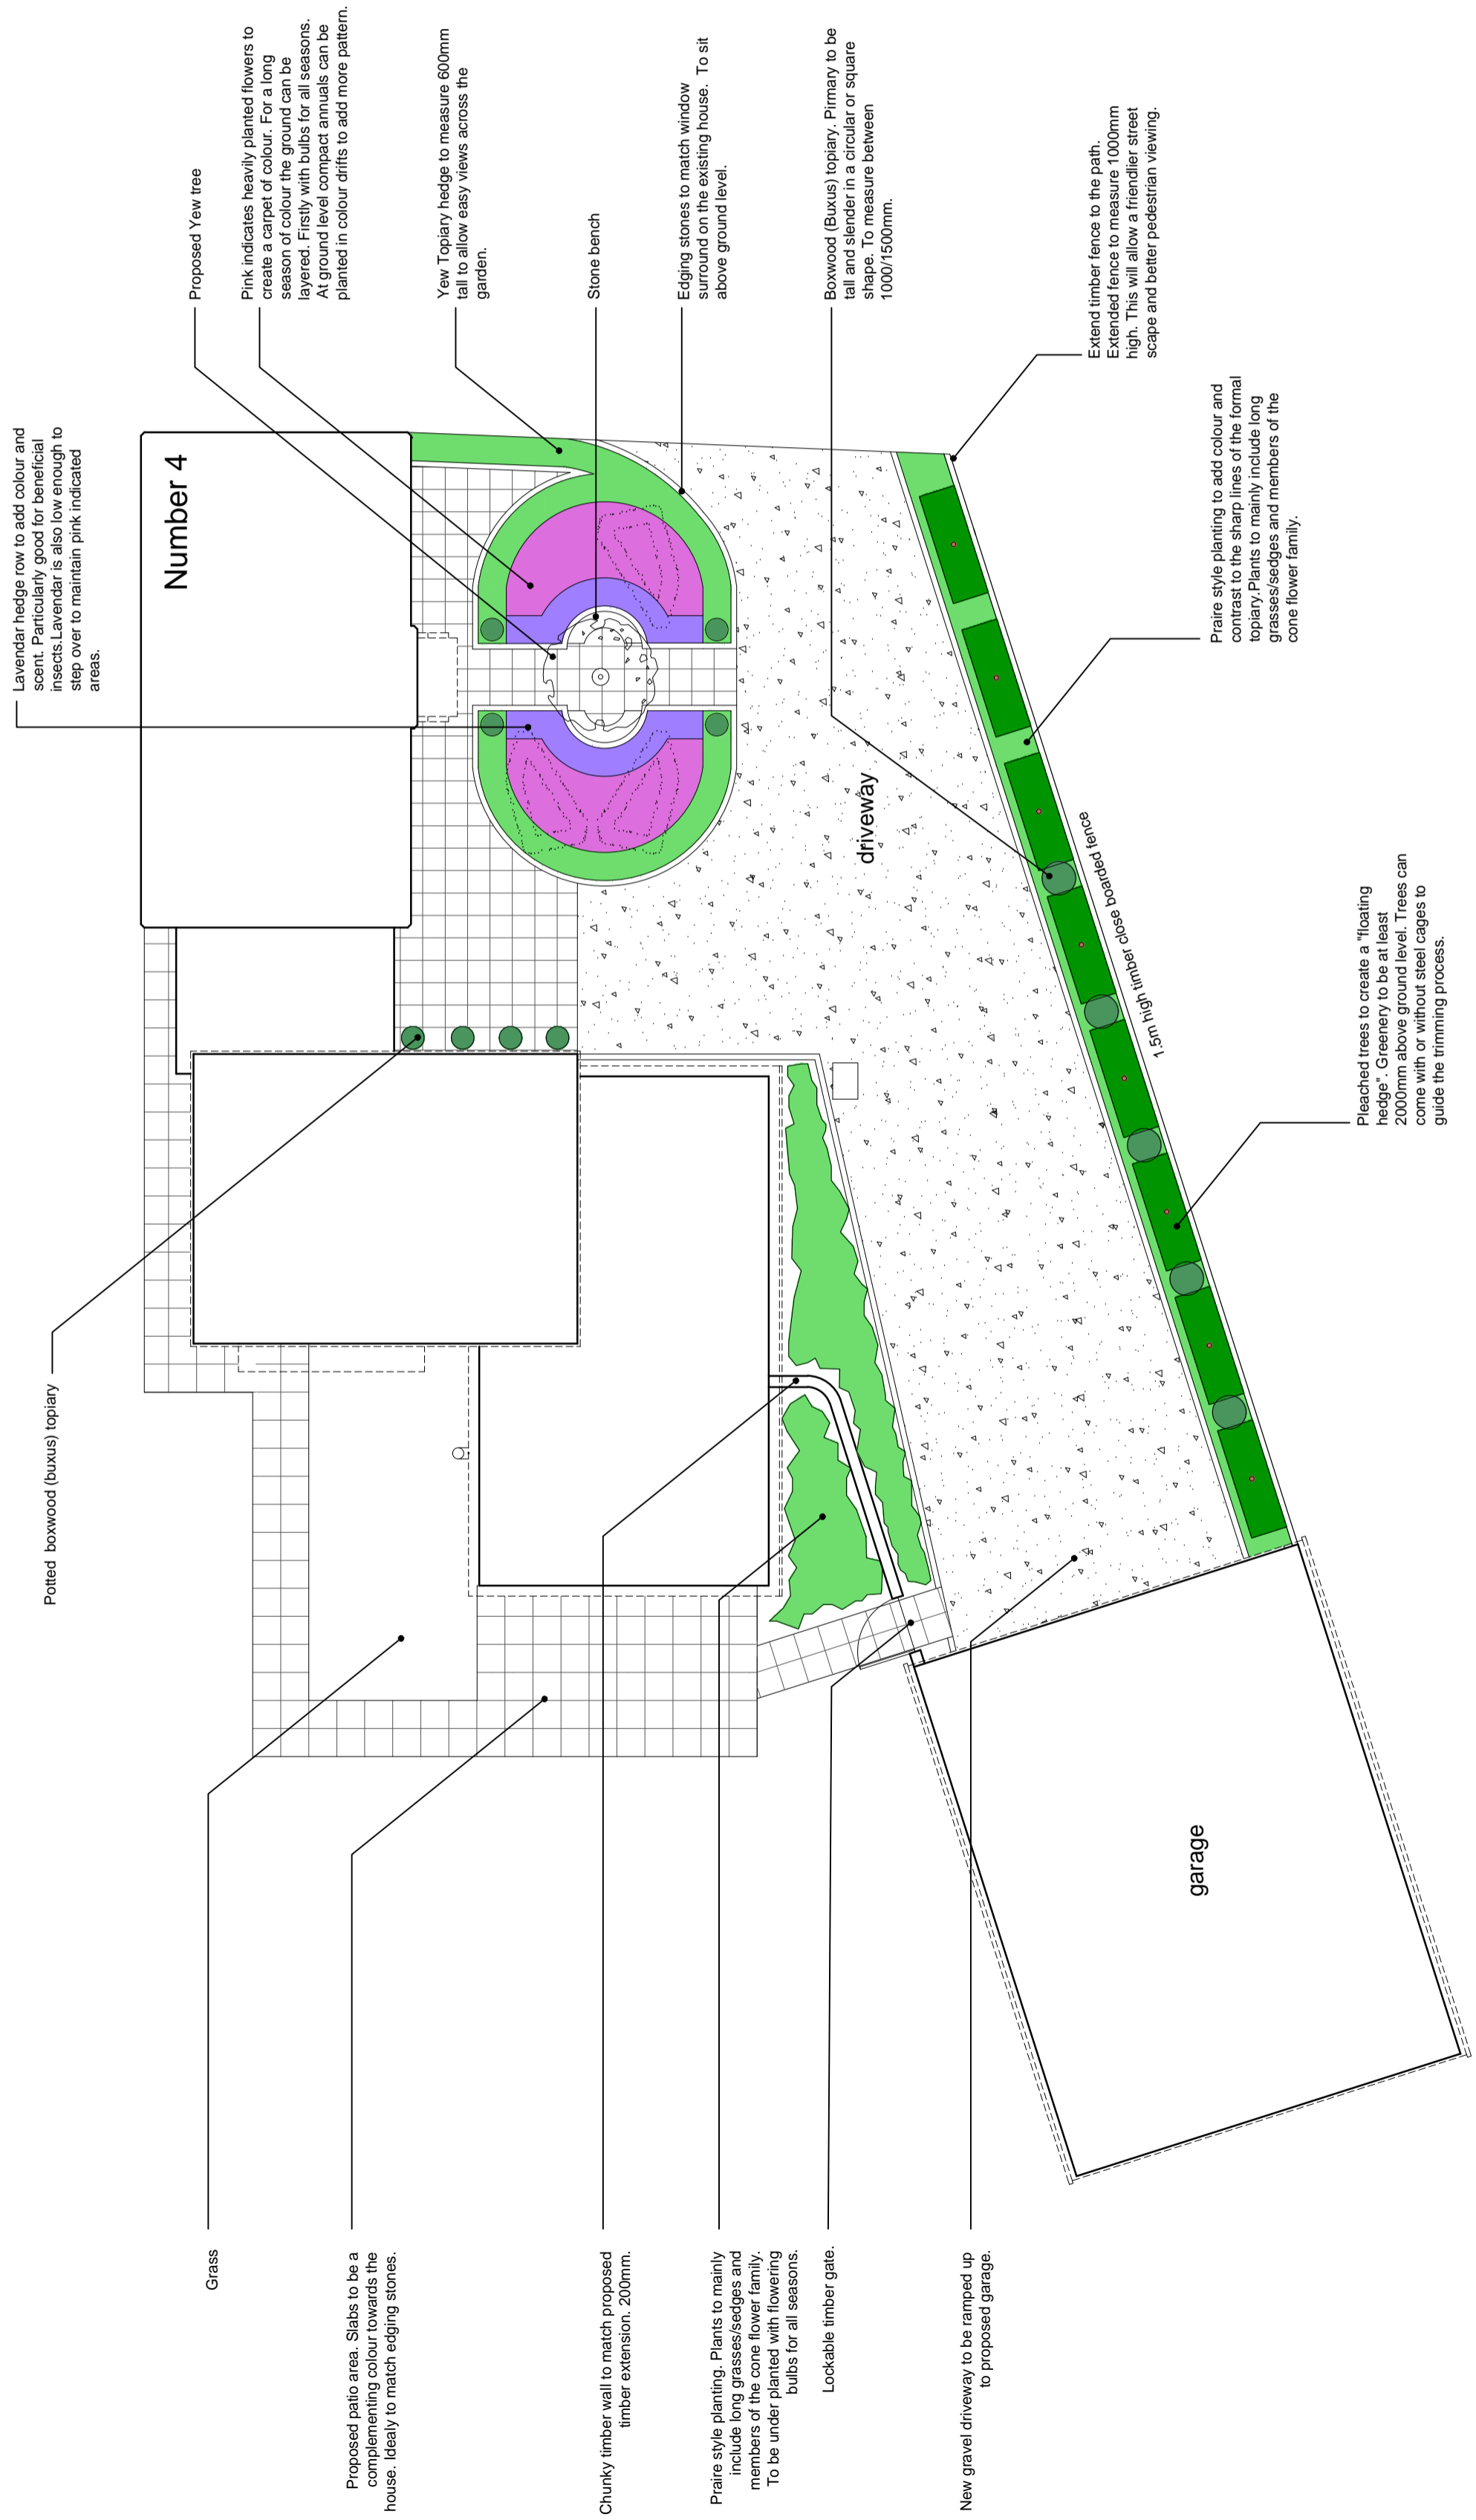 Lavendar hedge row to add colour and
scent. Particularly good for beneficial
insects.Lavendar is also low enough to
step over to maintain pink indicated
areas.
Proposed Yew tree
Pink indicates heavily planted flowers to
create a carpet of colour. For a long
season of colour the ground can be
layered. Firstly with bulbs for all seasons.
At ground level compact annuals can be
planted in colour drifts to add more pattern.
Yew Topiary hedge to measure 600mm
tall to allow easy views across the
garden.
Stone bench
Edging stones to match window
surround on the existing house. To sit
above ground level.
Boxwood (Buxus) topiary. Pirmary to be
tall and slender in a circular or square
shape. To measure between
1000/1500mm.
Extend timber fence to the path.
Extended fence to measure 1000mm
high. This will allow a friendlier street
scape and better pedestrian viewing.
Praire style planting to add colour and
contrast to the sharp lines of the formal
topiary,Plants to mainly include long
grasses/sedges and members of the
cone flower family.
Pleached trees to create a "floating
hedge". Greenery to be at least
2000mm above ground level. Trees can
come with or without steel cages to
guide the trimming process.
Number 4
driveway
1.5m high timber close boarded fence
garage
Potted boxwood (buxus) topiary
Grass
Proposed patio area. Slabs to be a
complementing colour towards the
house. Idealy to match edging stones.
Chunky timber wall to match proposed
timber extension. 200mm.
Praire style planting. Plants to mainly
include long grasses/sedges and
members of the cone flower family.
To be under planted with flowering
bulbs for all seasons.
Lockable timber gate.
New gravel driveway to be ramped up
to proposed garage.